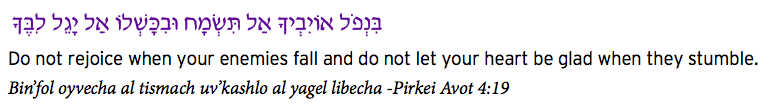 בִּנְפֹל אוֹיִבְיךָ אַל תִּשְׂמָח וּבִכָּשְׁלוֹ אַל יָגֵל לִבֶּךָ
Do not rejoice when your enemies fall and do not let your heart be glad when they stumble.
Bin’fol oyvecha al tismach uv’kashlo al yagel libecha -Pirkei Avot 4:19